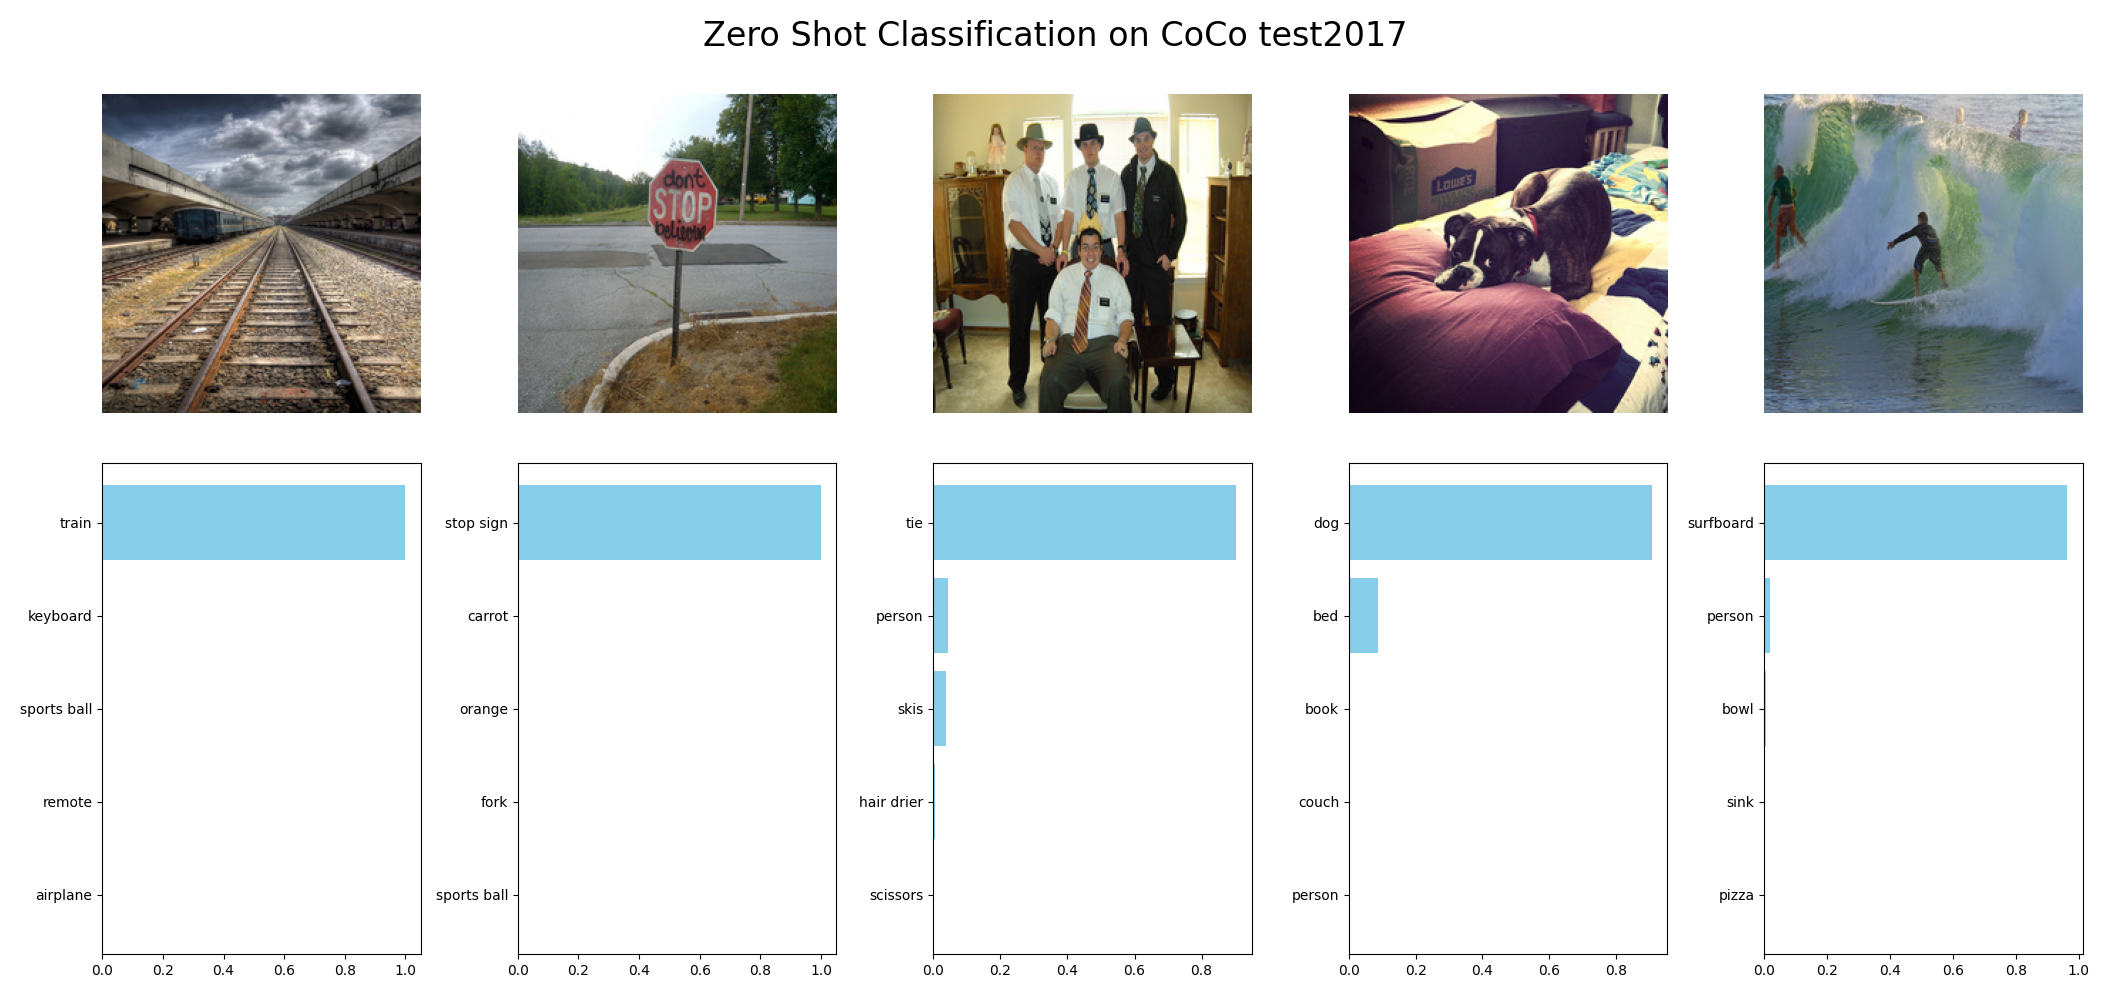 Zero Shot Classification on CoCo test2017
dont
STOP
believin
LOWE'S
train
keyboard
sports ball
remote
airplane
0.0 0.2 0.4 0.6 0.8 1.0
stop sign
carrot
orange
fork
sports ball
0.0 0.2 0.4 0.6 0.8 1.0
tie
person
skis
hair drier
scissors
0.0 0.2 0.4 0.6 0.8
dog
bed
book
couch
person
0.0 0.2 0.4 0.6 0.8
surfboard
person
bowl
sink
pizza
0.0 0.2 0.4 0.6 0.8 1.0